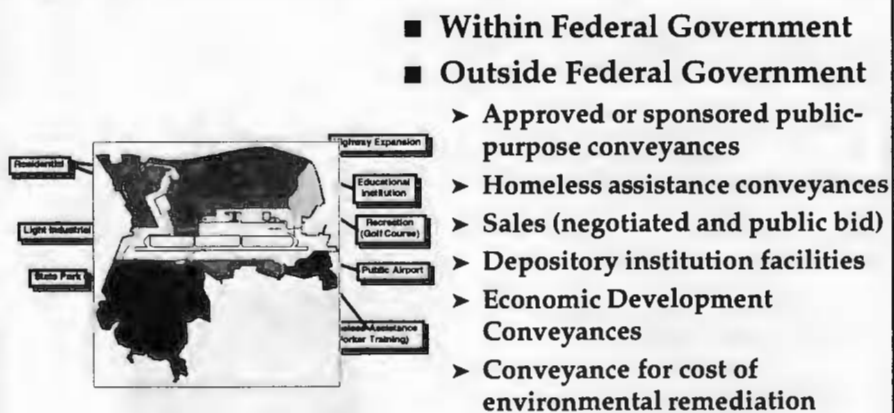 ■ Within Federal Government
■ Outside Federal Government
➤ Approved or sponsored public-
purpose conveyances
➤ Homeless assistance conveyances
➤ Sales (negotiated and public bid)
➤ Depository institution facilities
➤ Economic Development
Conveyances
➤ Conveyance for cost of
environmental remediation
Residential
Light Industrial
State Park
Highway Expansion
Educational
Institution
Recreation
(Golf Course)
Public Airport
Assistance
Training)